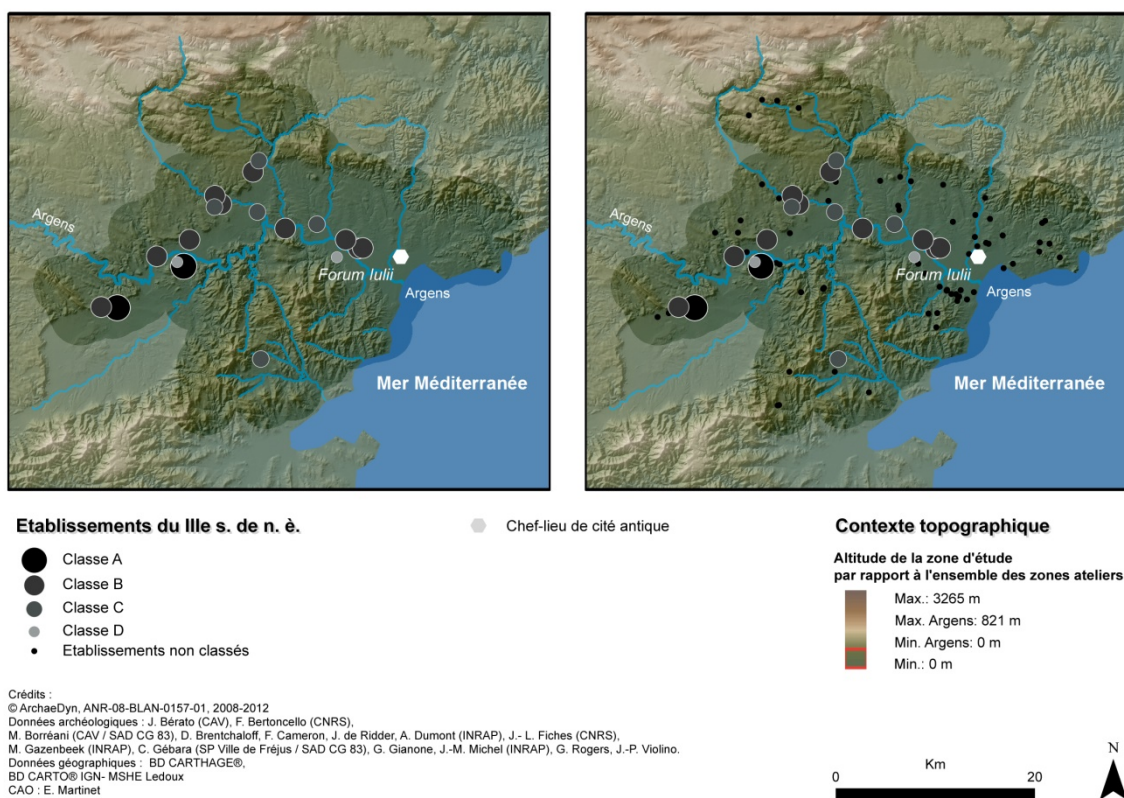 Argens
Forum Iulii
Argens
Mer Méditerranée
Argens
Forum Iulii
Argens
Mer Méditerranée
Etablissements du IIIe s. de n. è.
Classe A
Classe B
Classe C
Classe D
Etablissements non classés
Chef-lieu de cité antique
Contexte topographique
Altitude de la zone d'étude
par rapport à l'ensemble des zones ateliers
Max.: 3265 m
Max. Argens: 821 m
Min. Argens: 0 m
Min.: 0 m
Crédits :
© ArchaeDyn, ANR-08-BLAN-0157-01, 2008-2012
Données archéologiques : J. Bérato (CAV), F. Bertoncello (CNRS),
M. Borréani (CAV / SAD CG 83), D. Brentchaloff, F. Cameron, J. de Ridder, A. Dumont (INRAP), J.- L. Fiches (CNRS),
M. Gazenbeek (INRAP), C. Gébara (SP Ville de Fréjus / SAD CG 83), G. Gianone, J.-M. Michel (INRAP), G. Rogers, J.-P. Violino.
Données géographiques : BD CARTHAGE®,
BD CARTO® IGN- MSHE Ledoux
CAO : E. Martinet
Km
0 20
N